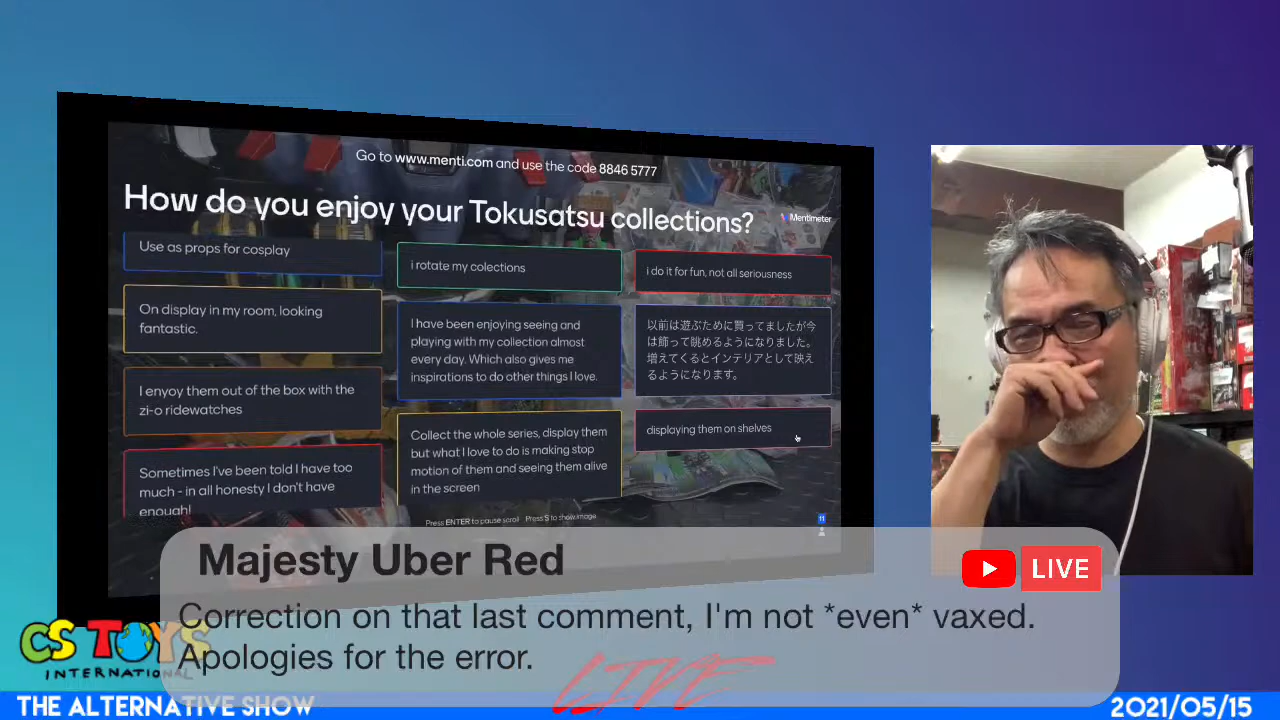 Go to www.menti.com and use the code 8846 5777
How do you enjoy your Tokusatsu collections?
Mentimeter
Use as props for cosplay
On display in my room, looking
fantastic.
I enyoy them out of the box with the
zi-o ridewatches
Sometimes I've been told I have too
much - in all honesty I don't have
enough!
i rotate my colections
I have been enjoying seeing and
playing with my collection almost
every day. Which also gives me
inspirations to do other things I love.
Collect the whole series, display them
but what I love to do is making stop
motion of them and seeing them alive
in the screen
i do it for fun, not all seriousness
以前は遊ぶために買ってましたが今
は飾って眺めるようになりました。
増えてくるとインテリアとして映え
るようになります。
displaying them on shelves
Press ENTER to pause scroll Press S to show image
11
Majesty Uber Red
LIVE
Correction on that last comment, I'm not *even* vaxed.
Apologies for the error.
CS TOYS
INTERNATIONAL
LIVE
THE ALTERNATIVE SHOW
2021/05/15